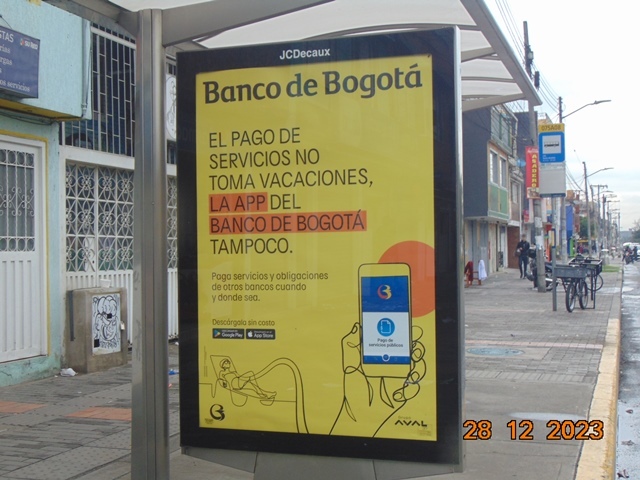 JCDecaux
Banco de Bogotá
EL PAGO DE
SERVICIOS NO
TOMA VACACIONES,
LA APP DEL
BANCO DE BOGOTÁ
TAMPOCO.
Paga servicios y obligaciones
de otros bancos cuando
y donde sea.
Descárgala sin costo
Google Play
App Store
Pago de
servicios públicos
AVAL
28 12 2023